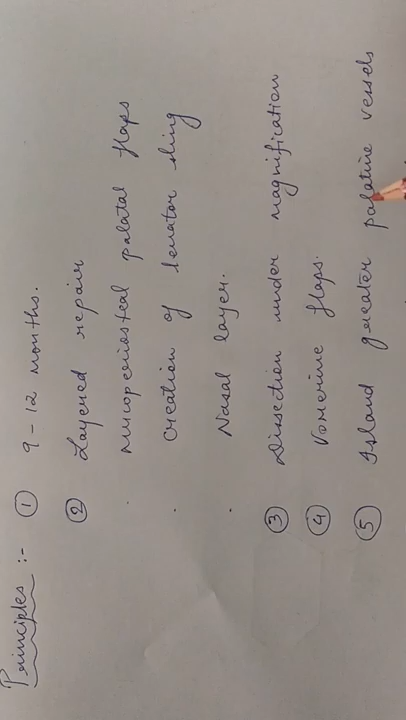 Principles :- ① 9-12 months.
② Layered repair
. Mucoperiosteal palatal flaps
. Creation of levator sling
. Nasal layer.
③ Dissection under magnification
④ Vomerine flaps.
⑤ Island greater palatine vessels